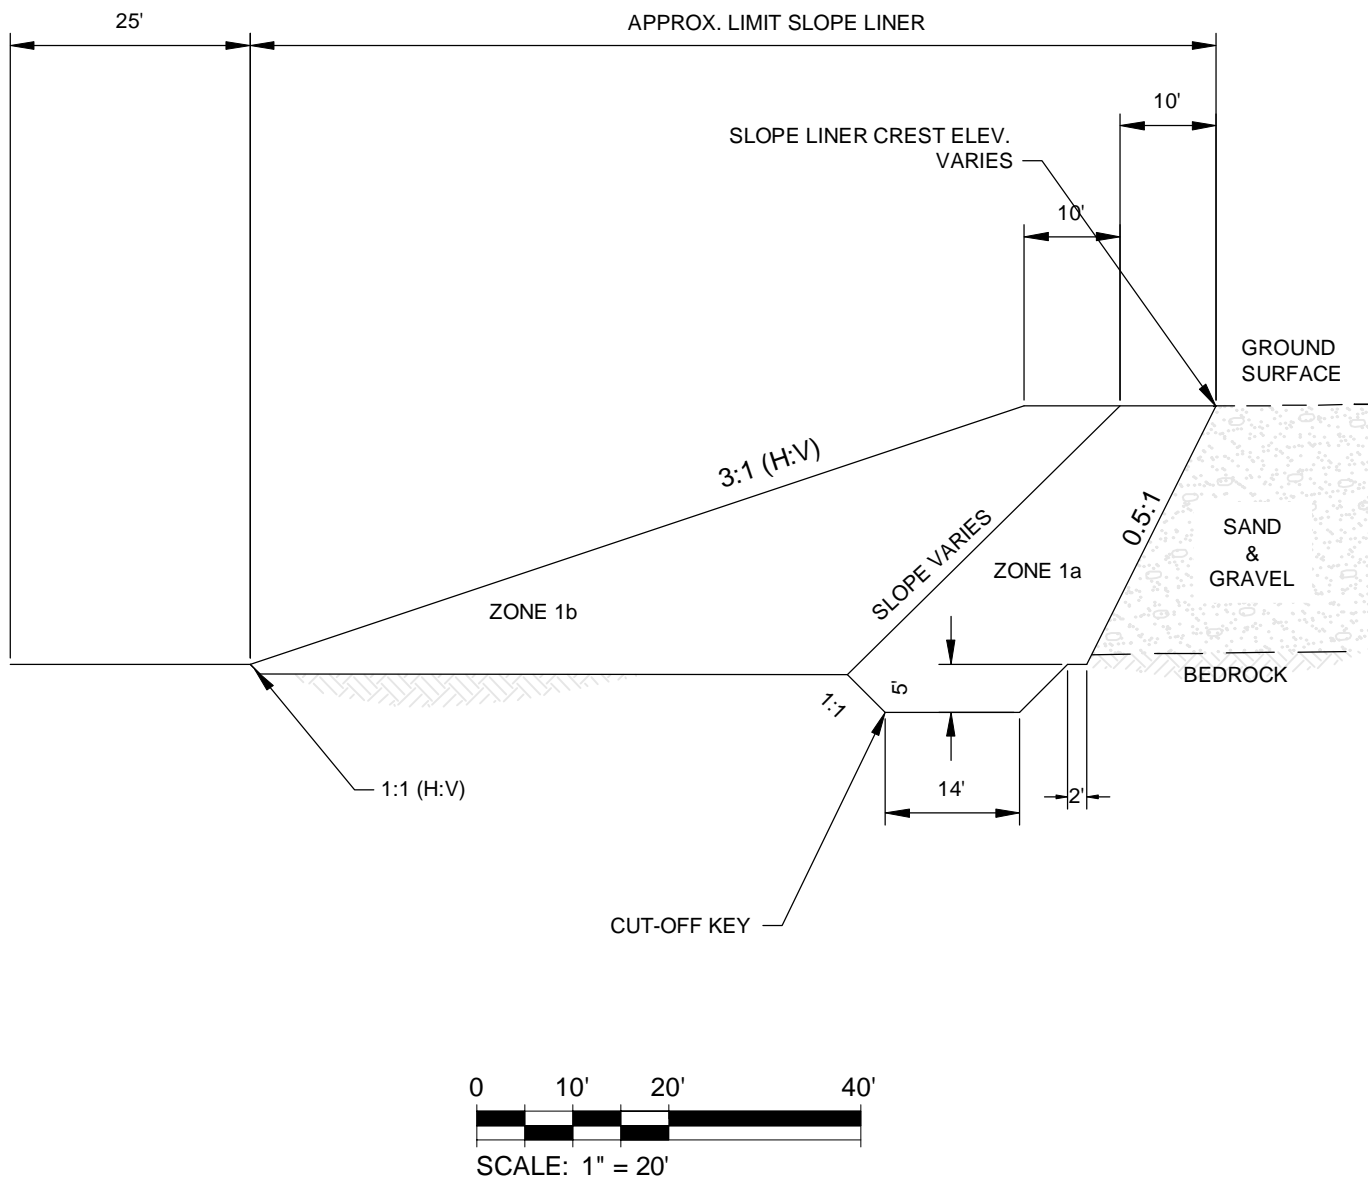 25'
APPROX. LIMIT SLOPE LINER
10'
SLOPE LINER CREST ELEV.
VARIES
10'
GROUND
SURFACE
3:1 (H:V)
0.5:1
SAND
&
GRAVEL
SLOPE VARIES
ZONE 1a
ZONE 1b
BEDROCK
5'
1:1
1:1 (H:V)
14'
2'
CUT-OFF KEY
0 10' 20' 40'
SCALE: 1" = 20'